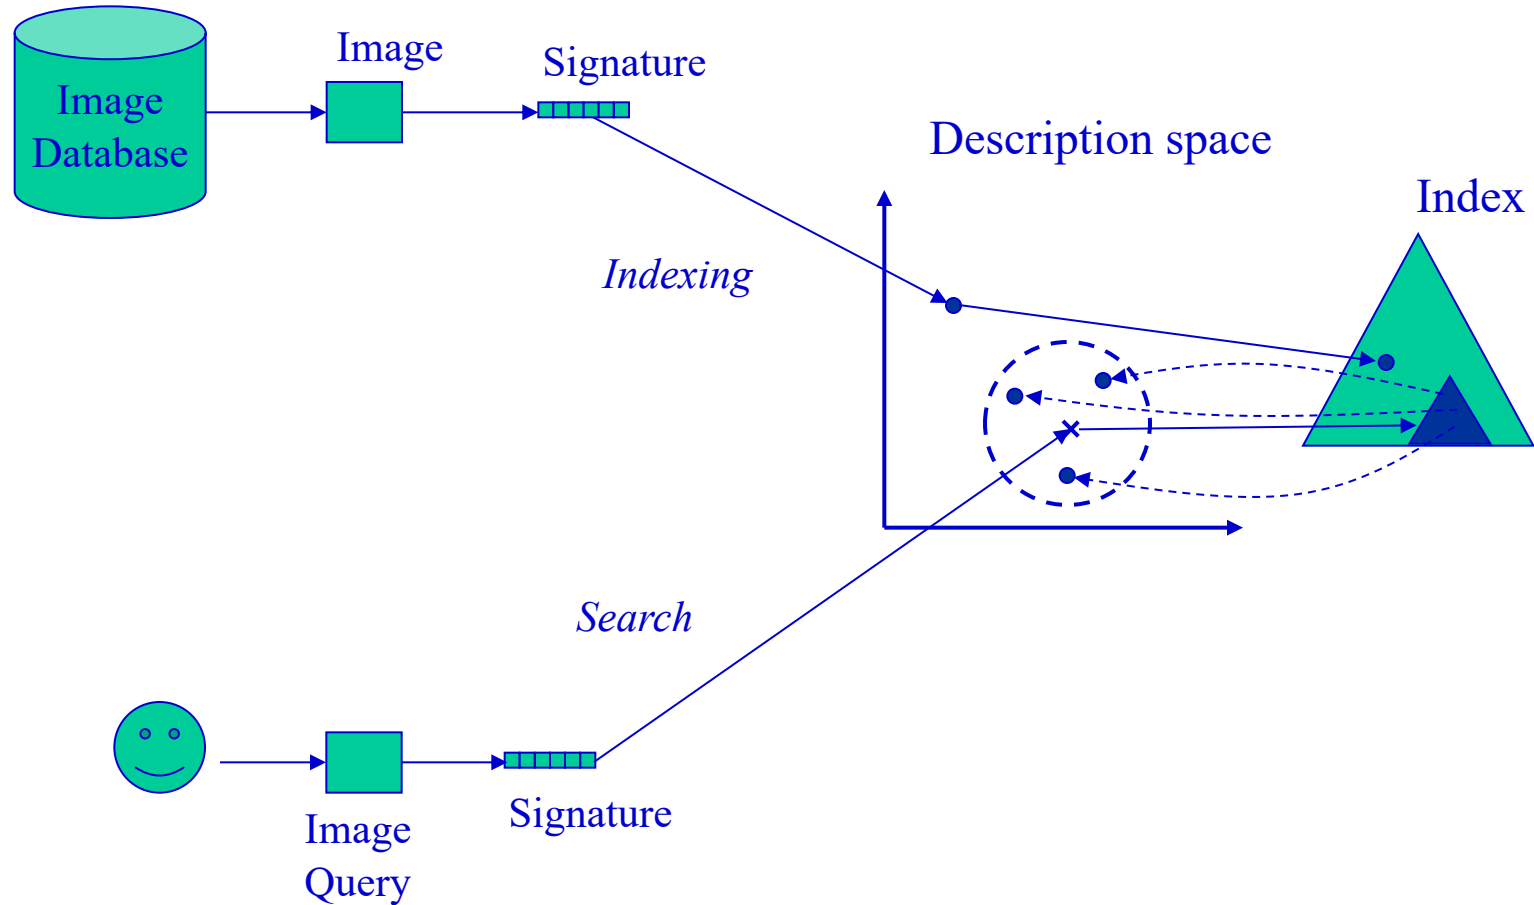 Image
Database
Image
Signature
Description space
Index
Indexing
Search
Image
Query
Signature